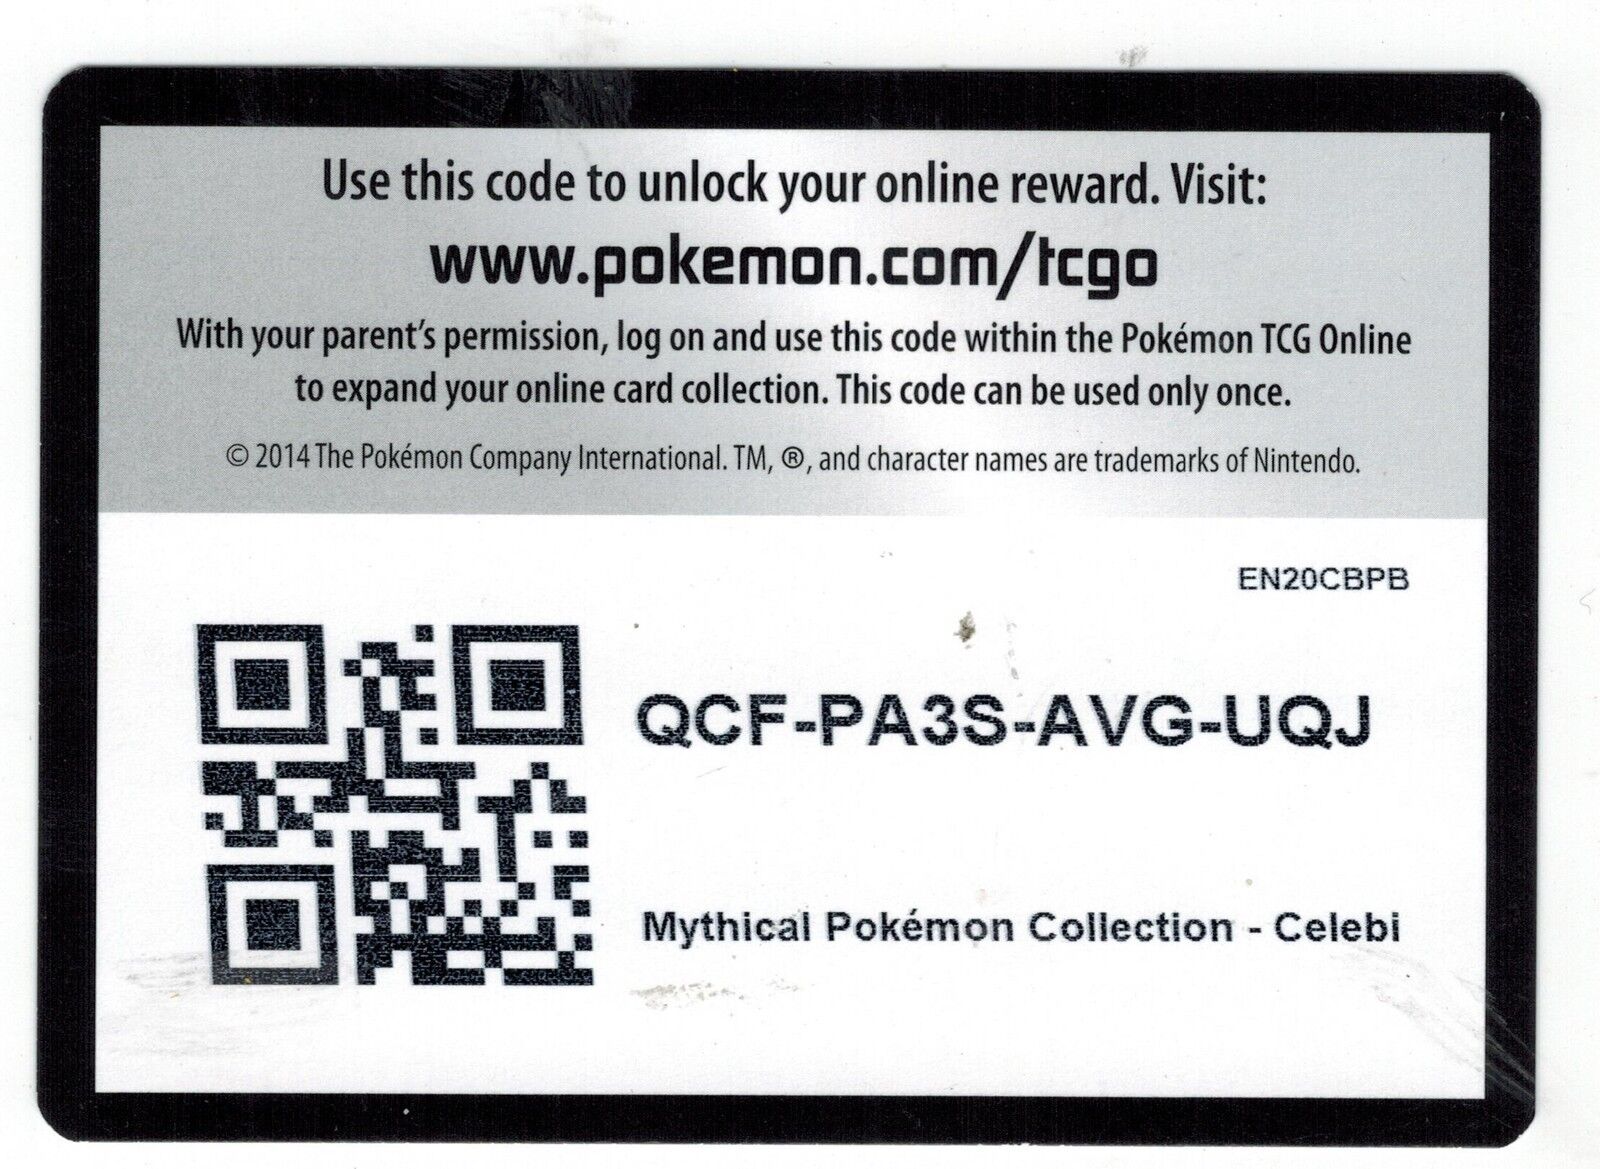 Use this code to unlock your online reward. Visit:
www.pokemon.com/tcgo
With your parent's permission, log on and use this code within the Pokémon TCG Online
to expand your online card collection. This code can be used only once.
© 2014 The Pokémon Company International. TM, ®, and character names are trademarks of Nintendo.
EN20CBPB
QCF-PA3S-AVG-UQJ
Mythical Pokémon Collection - Celebi